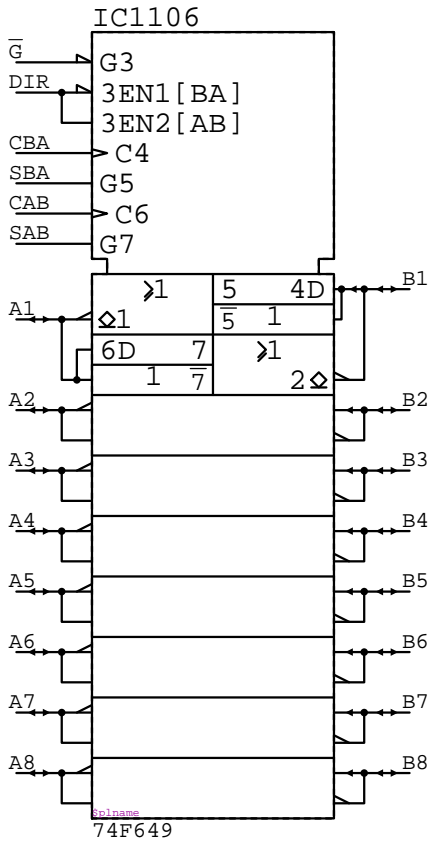 IC1106
G̅
G3
DIR
3EN1[BA]
3EN2[AB]
CBA
C4
SBA
G5
CAB
C6
SAB
G7
≥1
5 4D
B1
A1
1
5̅ 1
6D 7
≥1
1 7̅
2
A2
B2
A3
B3
A4
B4
A5
B5
A6
B6
A7
B7
A8
B8
$plname
74F649